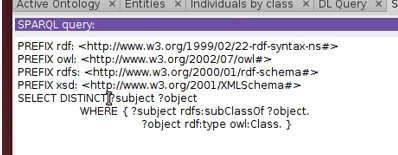 Active Ontology × Entities × Individuals by class × DL Query × S
SPARQL query:
PREFIX rdf: <http://www.w3.org/1999/02/22-rdf-syntax-ns#>
PREFIX owl: <http://www.w3.org/2002/07/owl#>
PREFIX rdfs: <http://www.w3.org/2000/01/rdf-schema#>
PREFIX xsd: <http://www.w3.org/2001/XMLSchema#>
SELECT DISTINCT ?subject ?object
WHERE { ?subject rdfs:subClassOf ?object.
?object rdf:type owl:Class. }